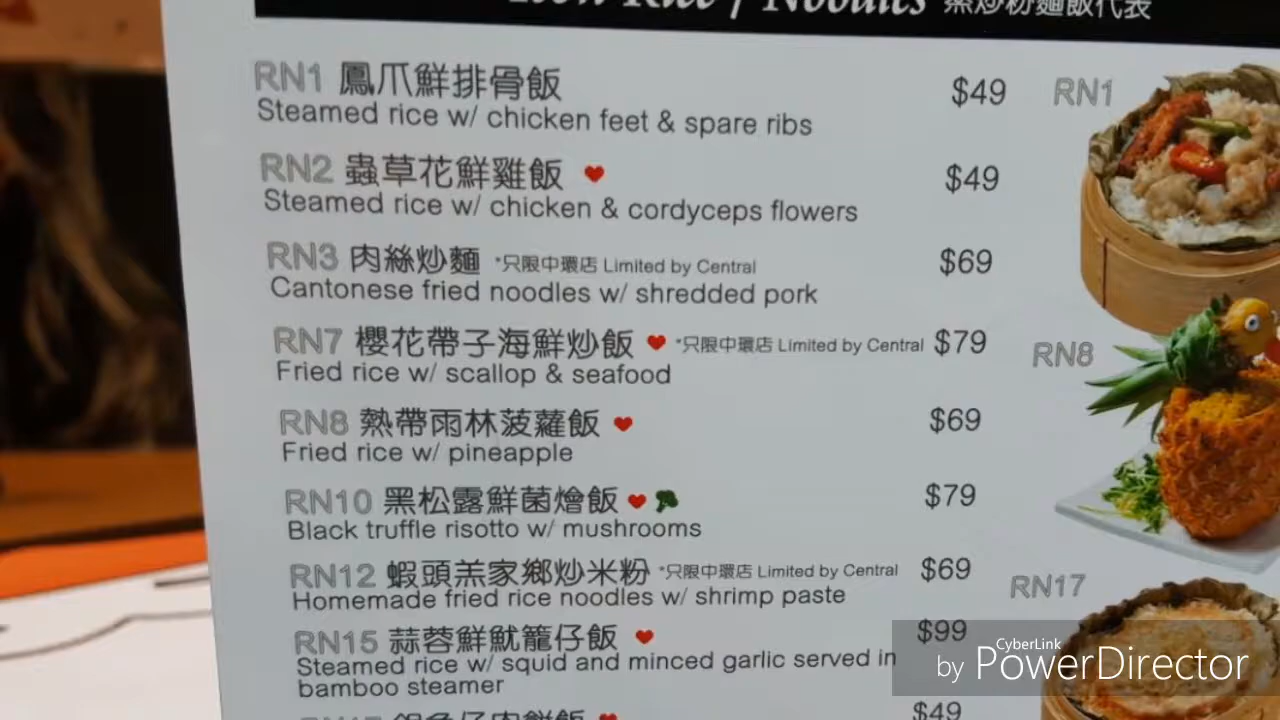 Rice / Noodles 蒸炒粉麵飯代表
RN1 鳳爪鮮排骨飯 $49 RN1
Steamed rice w/ chicken feet & spare ribs
RN2 蟲草花鮮雞飯 $49
Steamed rice w/ chicken & cordyceps flowers
RN3 肉絲炒麵 *只限中環店 Limited by Central $69
Cantonese fried noodles w/ shredded pork
RN7 櫻花帶子海鮮炒飯 *只限中環店 Limited by Central $79
Fried rice w/ scallop & seafood
RN8 熱帶雨林菠蘿飯 $69 RN8
Fried rice w/ pineapple
RN10 黑松露鮮菌燴飯 $79
Black truffle risotto w/ mushrooms
RN12 蝦頭羔家鄉炒米粉 *只限中環店 Limited by Central $69 RN17
Homemade fried rice noodles w/ shrimp paste
RN15 蒜蓉鮮魷籠仔飯 $99
Steamed rice w/ squid and minced garlic served in
bamboo steamer
$49
by CyberLink PowerDirector